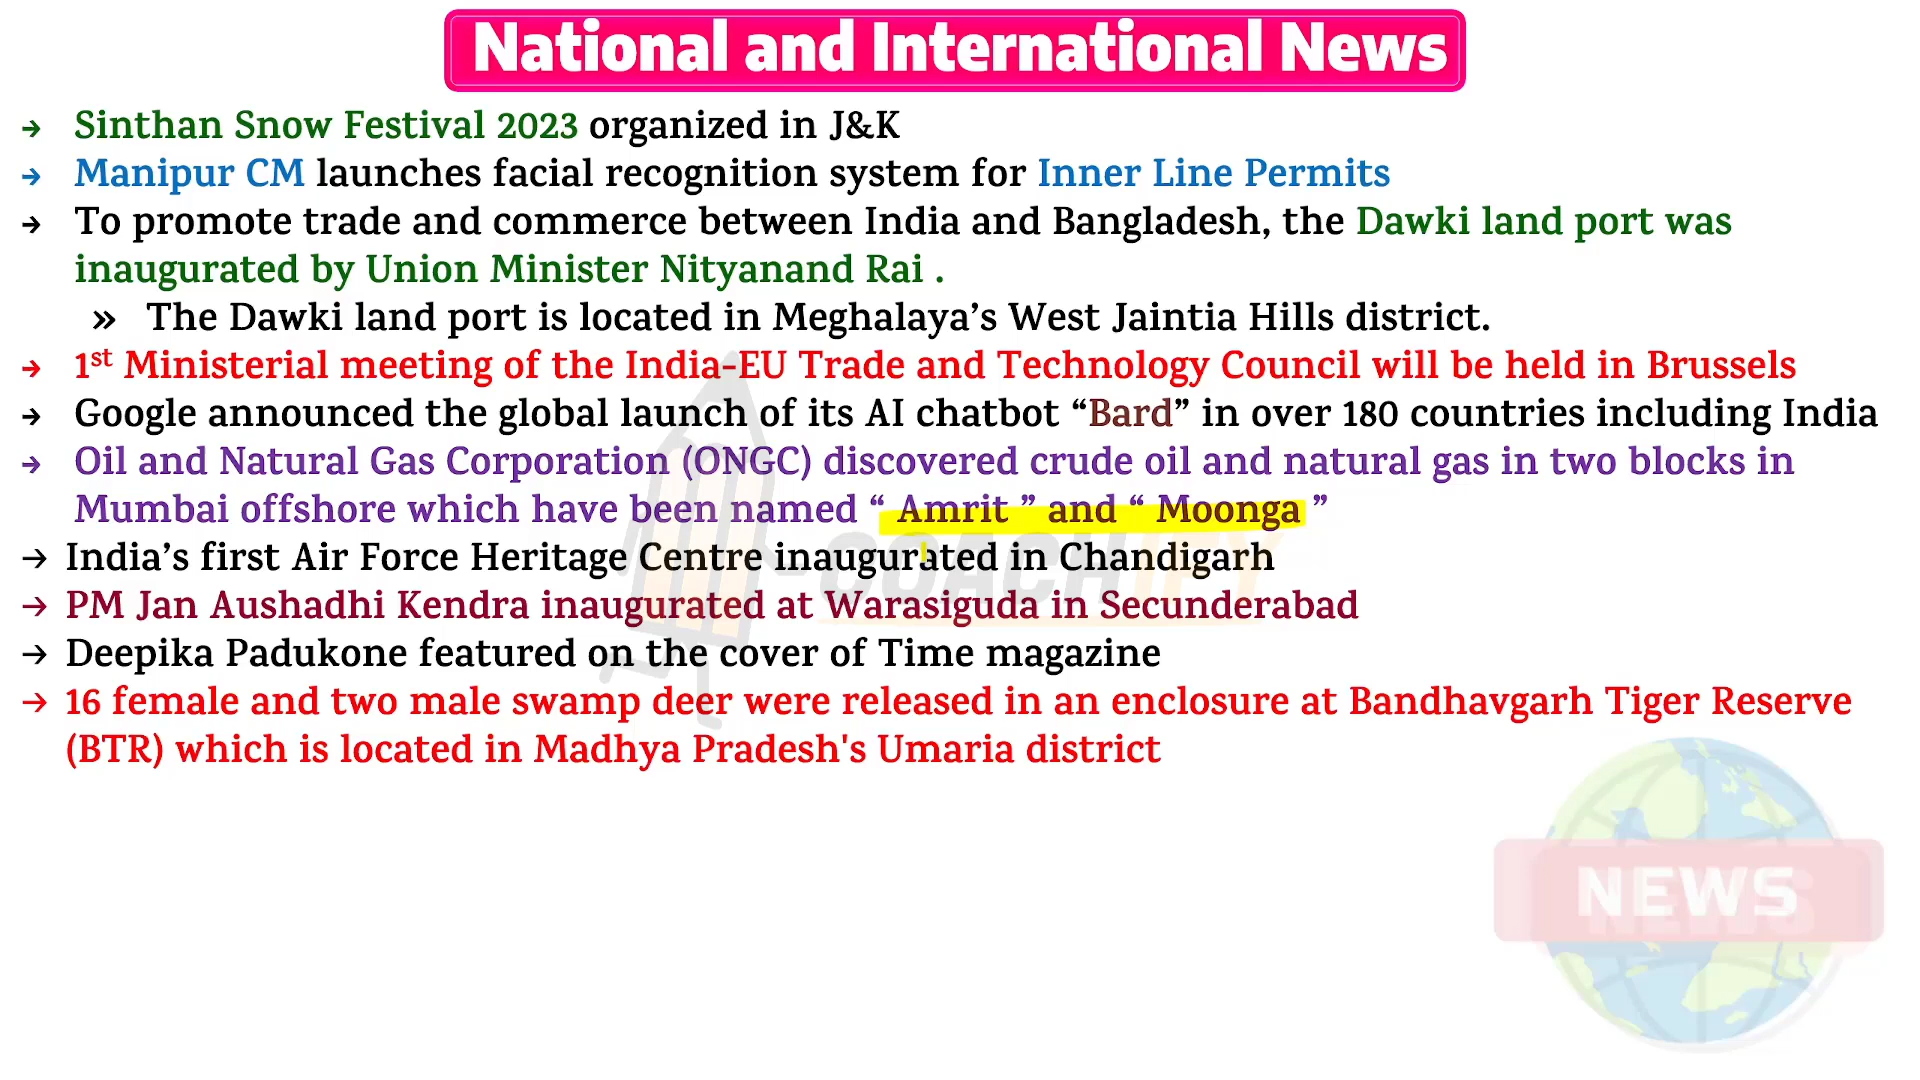 National and International News
→ Sinthan Snow Festival 2023 organized in J&K
→ Manipur CM launches facial recognition system for Inner Line Permits
→ To promote trade and commerce between India and Bangladesh, the Dawki land port was
inaugurated by Union Minister Nityanand Rai .
» The Dawki land port is located in Meghalaya’s West Jaintia Hills district.
→ 1st Ministerial meeting of the India-EU Trade and Technology Council will be held in Brussels
→ Google announced the global launch of its AI chatbot “Bard” in over 180 countries including India
→ Oil and Natural Gas Corporation (ONGC) discovered crude oil and natural gas in two blocks in
Mumbai offshore which have been named “ Amrit ” and “ Moonga ”
→ India’s first Air Force Heritage Centre inaugurated in Chandigarh
COACHIFY
→ PM Jan Aushadhi Kendra inaugurated at Warasiguda in Secunderabad
→ Deepika Padukone featured on the cover of Time magazine
→ 16 female and two male swamp deer were released in an enclosure at Bandhavgarh Tiger Reserve
(BTR) which is located in Madhya Pradesh's Umaria district
NEWS